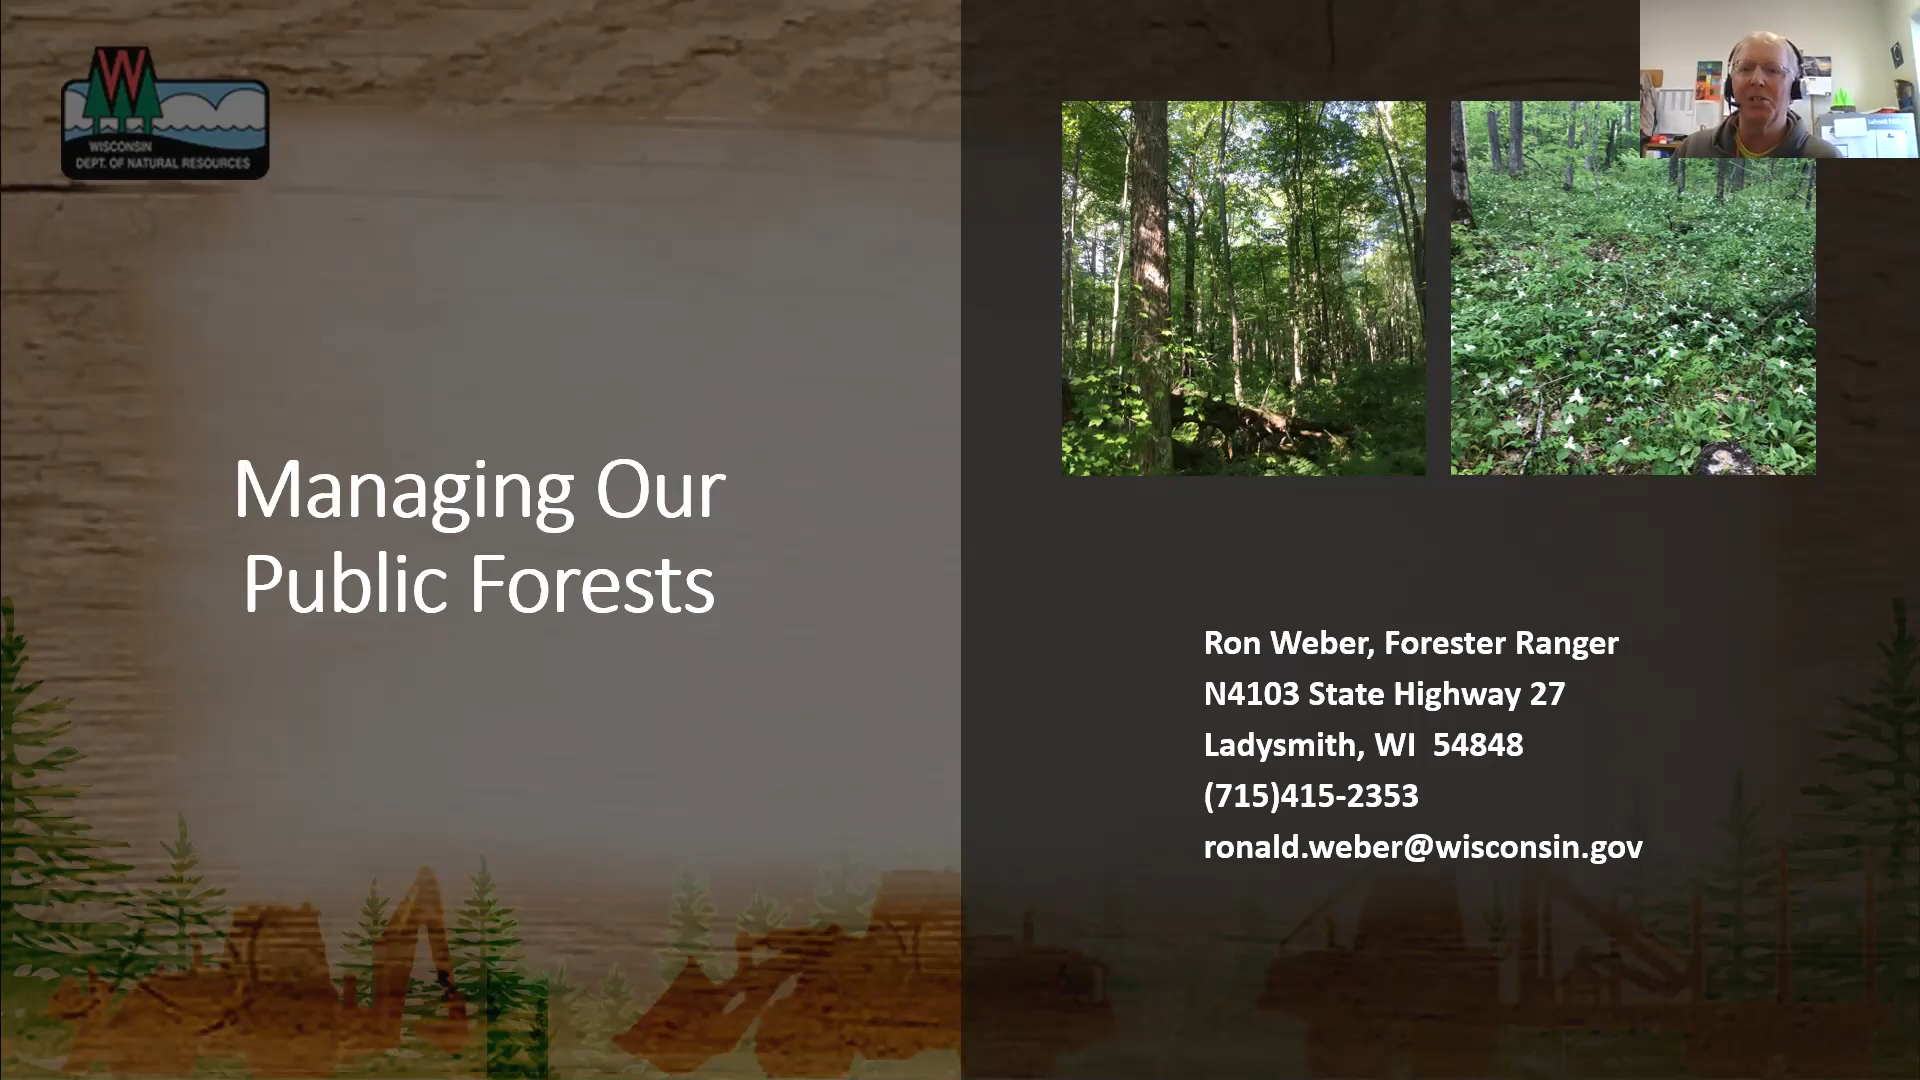 W
WISCONSIN
DEPT. OF NATURAL RESOURCES
Managing Our
Public Forests
Ron Weber, Forester Ranger
N4103 State Highway 27
Ladysmith, WI  54848
(715)415-2353
ronald.weber@wisconsin.gov